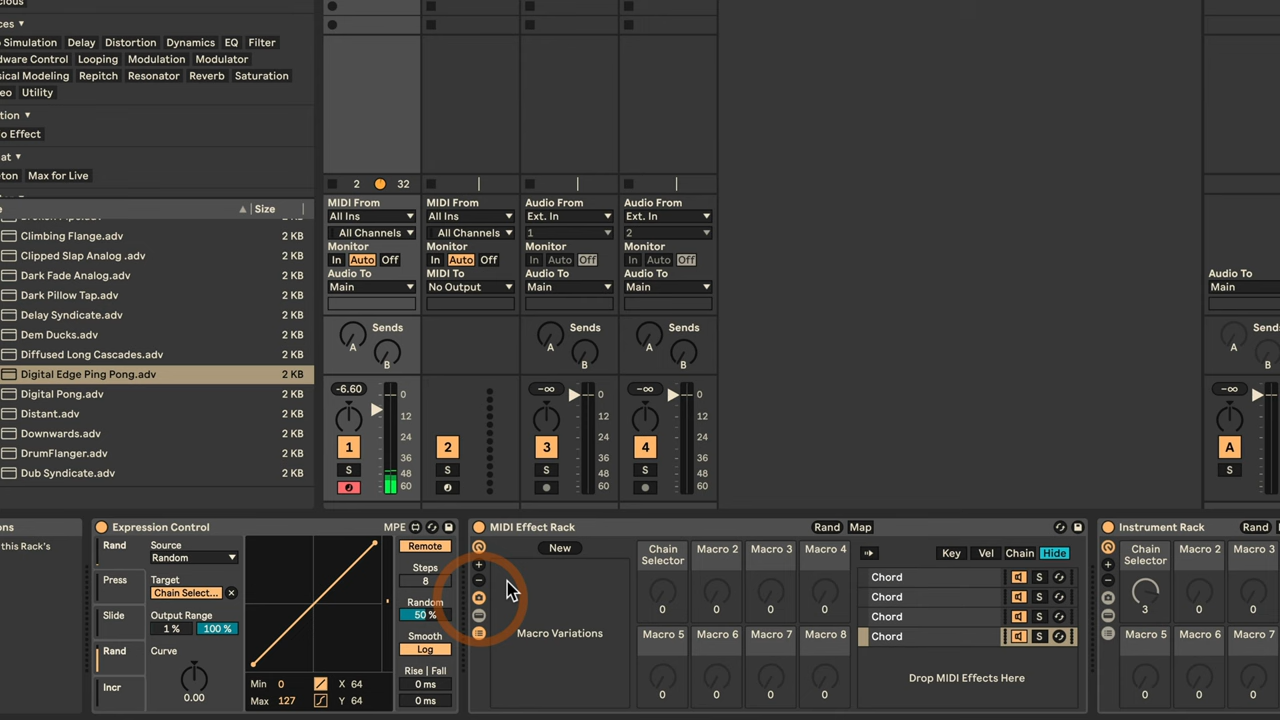 ces ▼
Simulation Delay Distortion Dynamics EQ Filter
dware Control Looping Modulation Modulator
sical Modeling Repitch Resonator Reverb Saturation
eo Utility
tion ▼
o Effect
at ▼
eton Max for Live
e ▲ Size
2 KB
Climbing Flange.adv 2 KB
Clipped Slap Analog .adv 2 KB
Dark Fade Analog.adv 2 KB
Dark Pillow Tap.adv 2 KB
Delay Syndicate.adv 2 KB
Dem Ducks.adv 2 KB
Diffused Long Cascades.adv 2 KB
Digital Edge Ping Pong.adv 2 KB
Digital Pong.adv 2 KB
Distant.adv 2 KB
Downwards.adv 2 KB
DrumFlanger.adv 2 KB
Dub Syndicate.adv 2 KB
2 32
MIDI From MIDI From Audio From Audio From
All Ins All Ins Ext. In Ext. In
All Channels All Channels 1 2
Monitor Monitor Monitor Monitor
In Auto Off In Auto Off In Auto Off In Auto Off
Audio To MIDI To Audio To Audio To Audio To
Main No Output Main Main Main
Sends Sends Sends
A A A A
B B B
-6.60 -∞ -∞ -∞
0 0 0
12 12 12
24 24 24
36 36 36
48 48 48
60 60 60
1 2 3 4 A
S S S S
ns
this Rack's
Expression Control MPE
Rand
Press
Slide
Rand
Incr
Source
Random
Target
Chain Select...
Output Range
1 % 100 %
Curve
0.00
Min 0 X 64
Max 127 Y 64
Remote
Steps
8
Random
50 %
Smooth
Log
Rise | Fall
0 ms
0 ms
MIDI Effect Rack Rand Map
New
Macro Variations
Chain Selector Macro 2 Macro 3 Macro 4
0 0 0 0
Macro 5 Macro 6 Macro 7 Macro 8
0 0 0 0
Key Vel Chain Hide
Chord S
Chord S
Chord S
Chord S
Drop MIDI Effects Here
Instrument Rack Rand
Chain Selector Macro 2 Macro 3
3 0 0
Macro 5 Macro 6 Macro 7
0 0 0